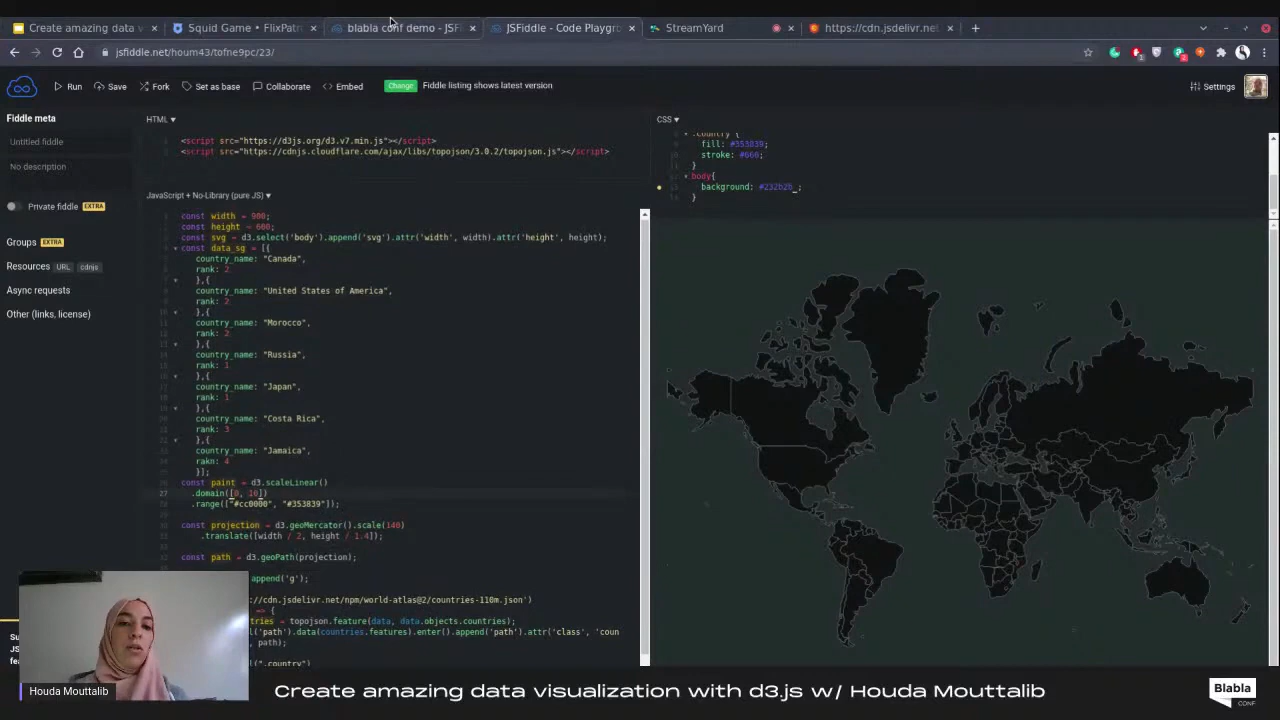 Create amazing data v
Squid Game • FlixPatr
blabla conf demo - JSFi
JSFiddle - Code Playgr
StreamYard
https://cdn.jsdelivr.net
jsfiddle.net/houm43/tofne9pc/23/
Run
Save
Fork
Set as base
Collaborate
Embed
Change
Fiddle listing shows latest version
Settings
Fiddle meta
Untitled fiddle
No description
Private fiddle EXTRA
Groups EXTRA
Resources URL cdnjs
Async requests
Other (links, license)
HTML
<script src="https://d3js.org/d3.v7.min.js"></script>
<script src="https://cdnjs.cloudflare.com/ajax/libs/topojson/3.0.2/topojson.js"></script>
JavaScript + No-Library (pure JS)
const width = 900;
const height = 600;
const svg = d3.select('body').append('svg').attr('width', width).attr('height', height);
const data_sg = [{
country_name: "Canada",
rank: 2
},{
country_name: "United States of America",
rank: 2
},{
country_name: "Morocco",
rank: 2
},{
country_name: "Russia",
rank: 1
},{
country_name: "Japan",
rank: 1
},{
country_name: "Costa Rica",
rank: 3
},{
country_name: "Jamaica",
rakn: 4
}];
const paint = d3.scaleLinear()
27 .domain([0, 10])
.range(["#cc0000", "#353839"]);
const projection = d3.geoMercator().scale(140)
.translate([width / 2, height / 1.4]);
const path = d3.geoPath(projection);
append('g');
/cdn.jsdelivr.net/npm/world-atlas@2/countries-110m.json')
=> {
tries = topojson.feature(data, data.objects.countries);
l('path').data(countries.features).enter().append('path').attr('class', 'coun
, path);
l(".country")
CSS
.country {
fill: #353839;
stroke: #666;
}
body{
background: #232b2b ;
}
Houda Mouttalib
Create amazing data visualization with d3.js w/ Houda Mouttalib
Blabla
CONF